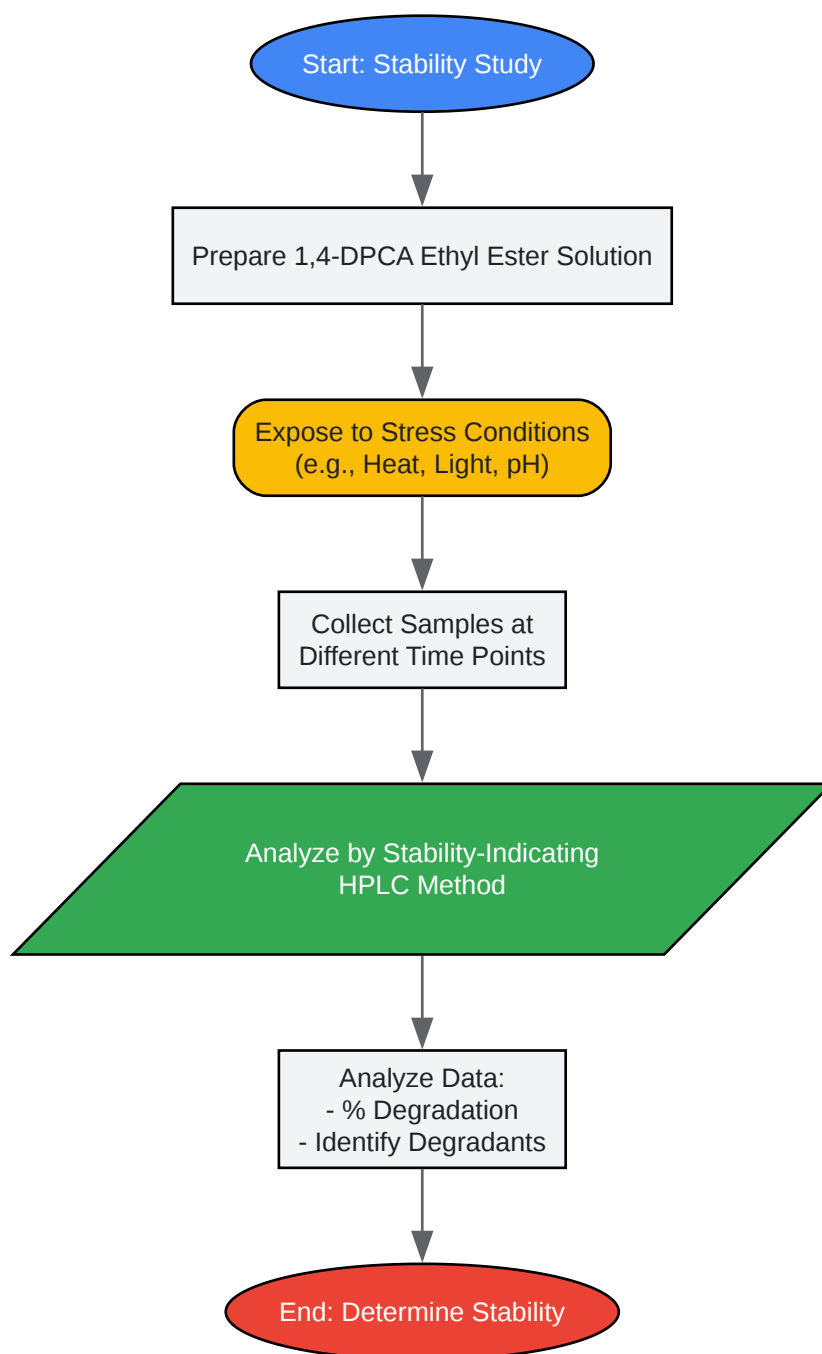 Start: Stability Study
Prepare 1,4-DPCA Ethyl Ester Solution
Expose to Stress Conditions
(e.g., Heat, Light, pH)
Collect Samples at
Different Time Points
Analyze by Stability-Indicating
HPLC Method
Analyze Data:
- % Degradation
- Identify Degradants
End: Determine Stability